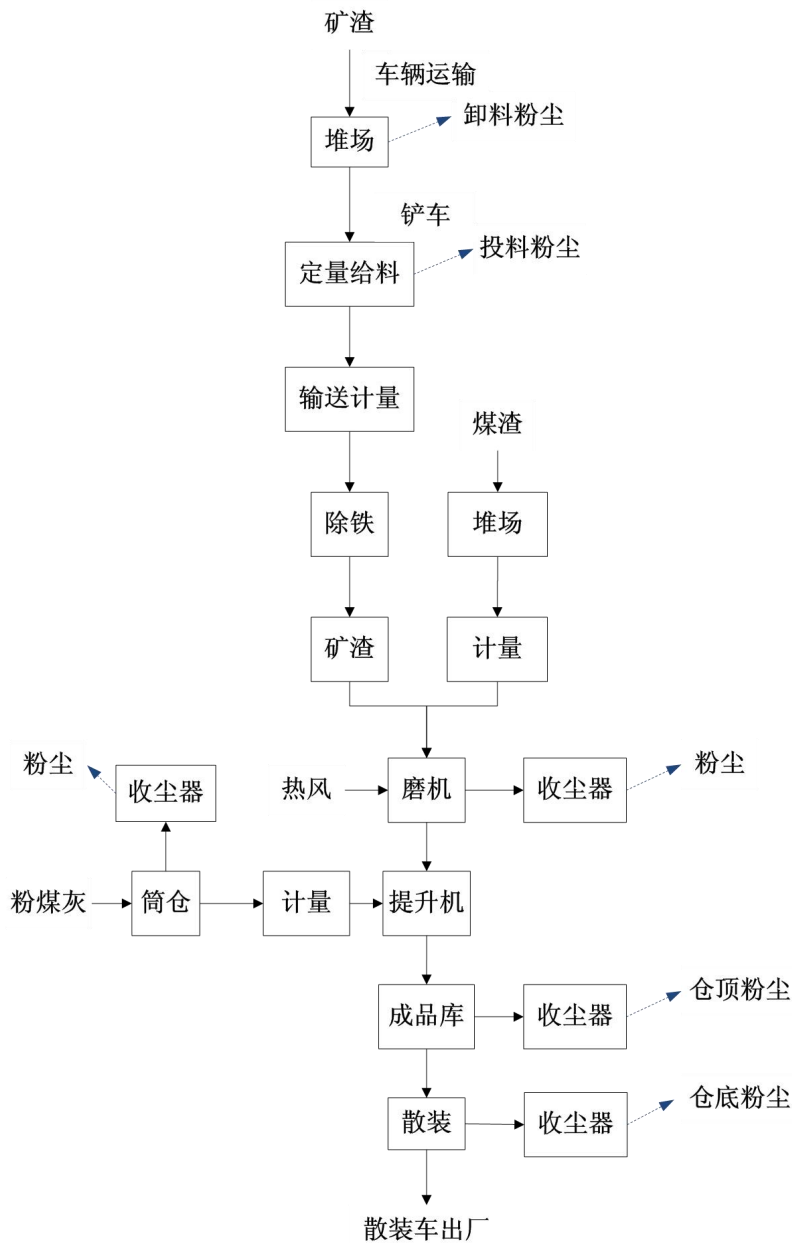 矿渣
车辆运输
堆场
卸料粉尘
铲车
定量给料
投料粉尘
输送计量
煤渣
除铁
堆场
矿渣
计量
粉尘
收尘器
热风
磨机
收尘器
粉尘
粉煤灰
筒仓
计量
提升机
成品库
收尘器
仓顶粉尘
散装
收尘器
仓底粉尘
散装车出厂